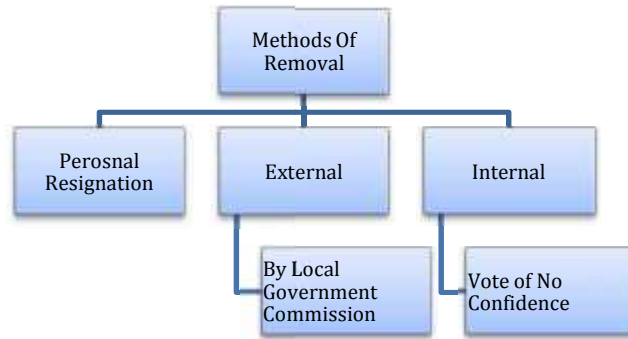 Methods Of
Removal
Perosnal
Resignation
External
Internal
By Local
Government
Commission
Vote of No
Confidence